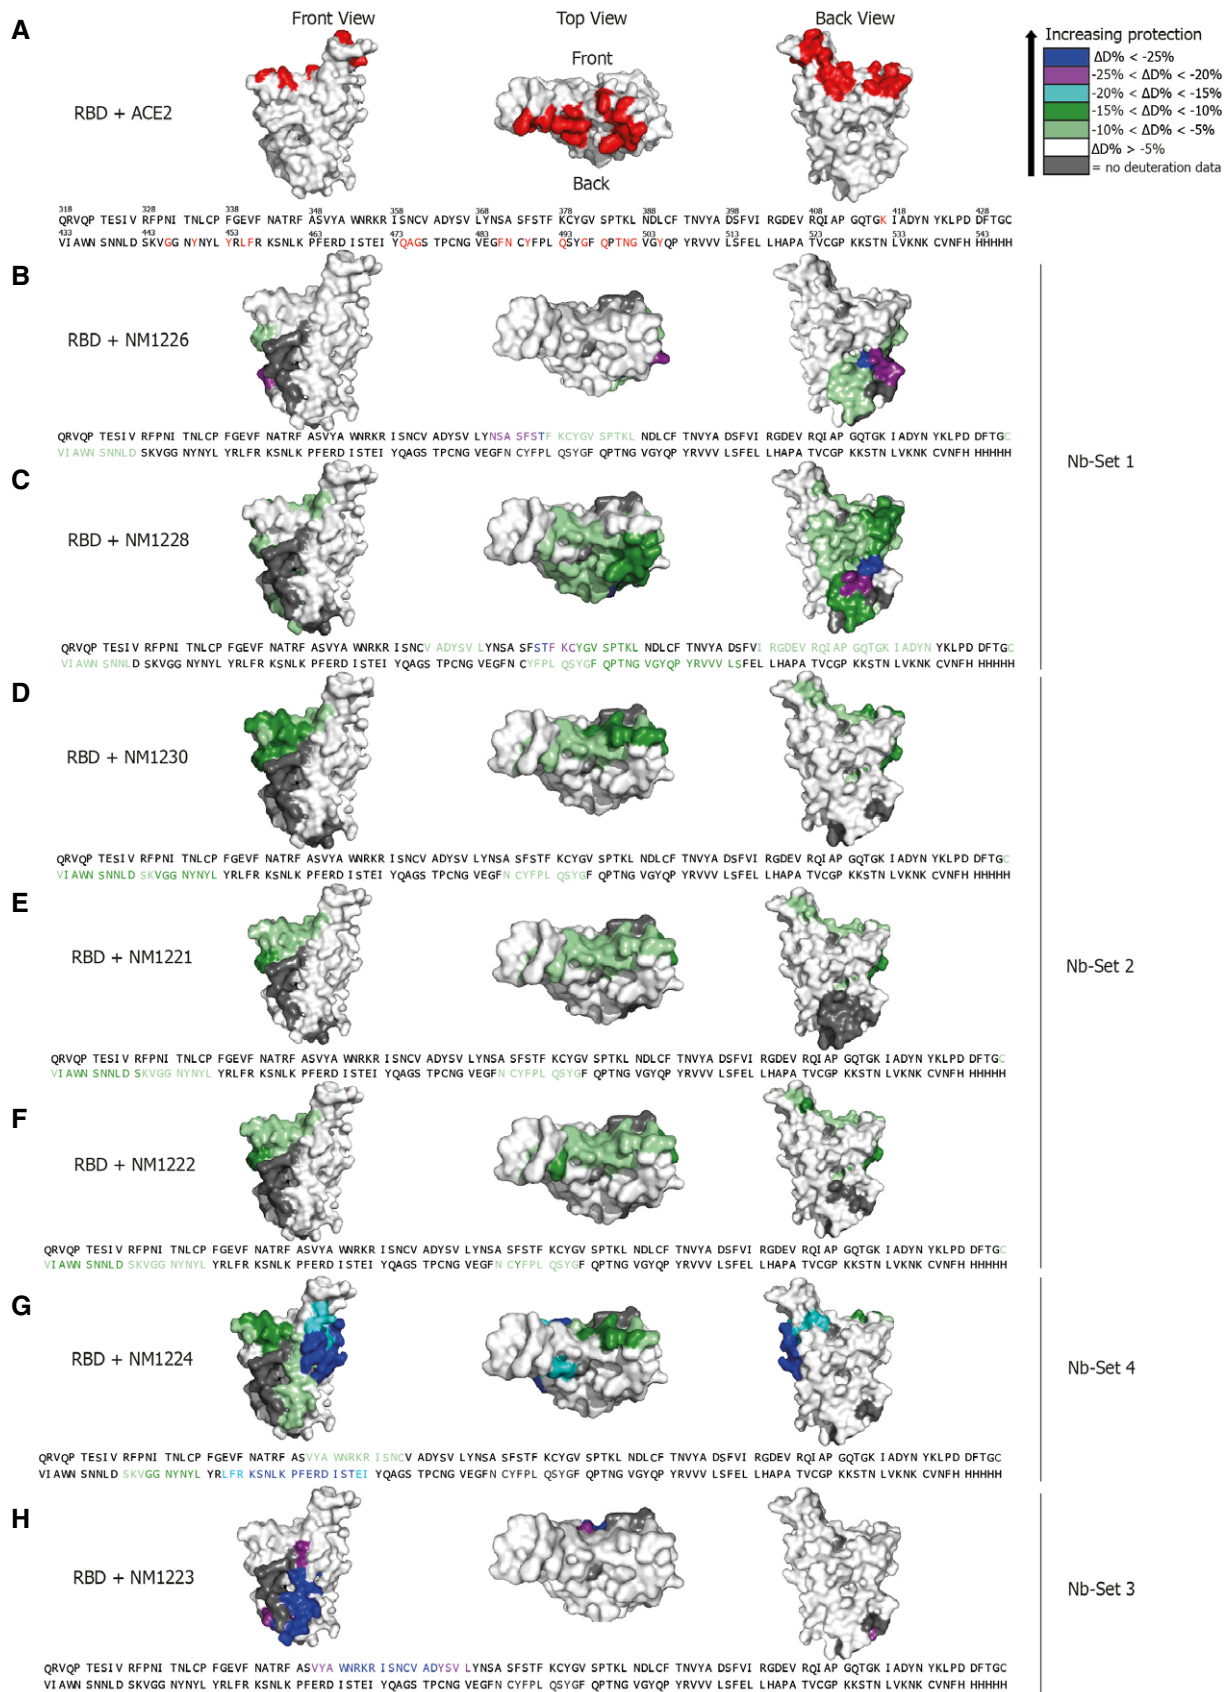 Front View Top View Back View
A
Front
RBD + ACE2
Back
Increasing protection
ΔD% < -25%
-25% < ΔD% < -20%
-20% < ΔD% < -15%
-15% < ΔD% < -10%
-10% < ΔD% < -5%
ΔD% > -5%
= no deuteration data
318 328 338 348 358 368 378 388 398 408 418 428
QRVQP TESIV RFPNI TNLCP FGEVF NATRF ASVYA WNRKR ISNCV ADYSV LYNSA SFSTF KCYGV SPTKL NDLCF TNVYA DSFVI RGDEV RQIAP GQTGK IADYN YKLPD DFTGC
433 443 453 463 473 483 493 503 513 523 533 543
VIAWN SNNLD SKVGG NYNYL YRLFR KSNLK PFERD ISTEI YQAGS TPCNG VEGFN CYFPL QSYGF QPTNG VGYQP YRVVV LSFEL LHAPA TVCGP KKSTN LVKNK CVNFH HHHHH
B
RBD + NM1226
QRVQP TESIV RFPNI TNLCP FGEVF NATRF ASVYA WNRKR ISNCV ADYSV LYNSA SFSTF KCYGV SPTKL NDLCF TNVYA DSFVI RGDEV RQIAP GQTGK IADYN YKLPD DFTGC
VIAWN SNNLD SKVGG NYNYL YRLFR KSNLK PFERD ISTEI YQAGS TPCNG VEGFN CYFPL QSYGF QPTNG VGYQP YRVVV LSFEL LHAPA TVCGP KKSTN LVKNK CVNFH HHHHH
Nb-Set 1
C
RBD + NM1228
QRVQP TESIV RFPNI TNLCP FGEVF NATRF ASVYA WNRKR ISNCV ADYSV LYNSA SFSTF KCYGV SPTKL NDLCF TNVYA DSFVI RGDEV RQIAP GQTGK IADYN YKLPD DFTGC
VIAWN SNNLD SKVGG NYNYL YRLFR KSNLK PFERD ISTEI YQAGS TPCNG VEGFN CYFPL QSYGF QPTNG VGYQP YRVVV LSFEL LHAPA TVCGP KKSTN LVKNK CVNFH HHHHH
D
RBD + NM1230
QRVQP TESIV RFPNI TNLCP FGEVF NATRF ASVYA WNRKR ISNCV ADYSV LYNSA SFSTF KCYGV SPTKL NDLCF TNVYA DSFVI RGDEV RQIAP GQTGK IADYN YKLPD DFTGC
VIAWN SNNLD SKVGG NYNYL YRLFR KSNLK PFERD ISTEI YQAGS TPCNG VEGFN CYFPL QSYGF QPTNG VGYQP YRVVV LSFEL LHAPA TVCGP KKSTN LVKNK CVNFH HHHHH
E
RBD + NM1221
Nb-Set 2
QRVQP TESIV RFPNI TNLCP FGEVF NATRF ASVYA WNRKR ISNCV ADYSV LYNSA SFSTF KCYGV SPTKL NDLCF TNVYA DSFVI RGDEV RQIAP GQTGK IADYN YKLPD DFTGC
VIAWN SNNLD SKVGG NYNYL YRLFR KSNLK PFERD ISTEI YQAGS TPCNG VEGFN CYFPL QSYGF QPTNG VGYQP YRVVV LSFEL LHAPA TVCGP KKSTN LVKNK CVNFH HHHHH
F
RBD + NM1222
QRVQP TESIV RFPNI TNLCP FGEVF NATRF ASVYA WNRKR ISNCV ADYSV LYNSA SFSTF KCYGV SPTKL NDLCF TNVYA DSFVI RGDEV RQIAP GQTGK IADYN YKLPD DFTGC
VIAWN SNNLD SKVGG NYNYL YRLFR KSNLK PFERD ISTEI YQAGS TPCNG VEGFN CYFPL QSYGF QPTNG VGYQP YRVVV LSFEL LHAPA TVCGP KKSTN LVKNK CVNFH HHHHH
G
RBD + NM1224
Nb-Set 4
QRVQP TESIV RFPNI TNLCP FGEVF NATRF ASVYA WNRKR ISNCV ADYSV LYNSA SFSTF KCYGV SPTKL NDLCF TNVYA DSFVI RGDEV RQIAP GQTGK IADYN YKLPD DFTGC
VIAWN SNNLD SKVGG NYNYL YRLFR KSNLK PFERD ISTEI YQAGS TPCNG VEGFN CYFPL QSYGF QPTNG VGYQP YRVVV LSFEL LHAPA TVCGP KKSTN LVKNK CVNFH HHHHH
H
RBD + NM1223
Nb-Set 3
QRVQP TESIV RFPNI TNLCP FGEVF NATRF ASVYA WNRKR ISNCV ADYSV LYNSA SFSTF KCYGV SPTKL NDLCF TNVYA DSFVI RGDEV RQIAP GQTGK IADYN YKLPD DFTGC
VIAWN SNNLD SKVGG NYNYL YRLFR KSNLK PFERD ISTEI YQAGS TPCNG VEGFN CYFPL QSYGF QPTNG VGYQP YRVVV LSFEL LHAPA TVCGP KKSTN LVKNK CVNFH HHHHH